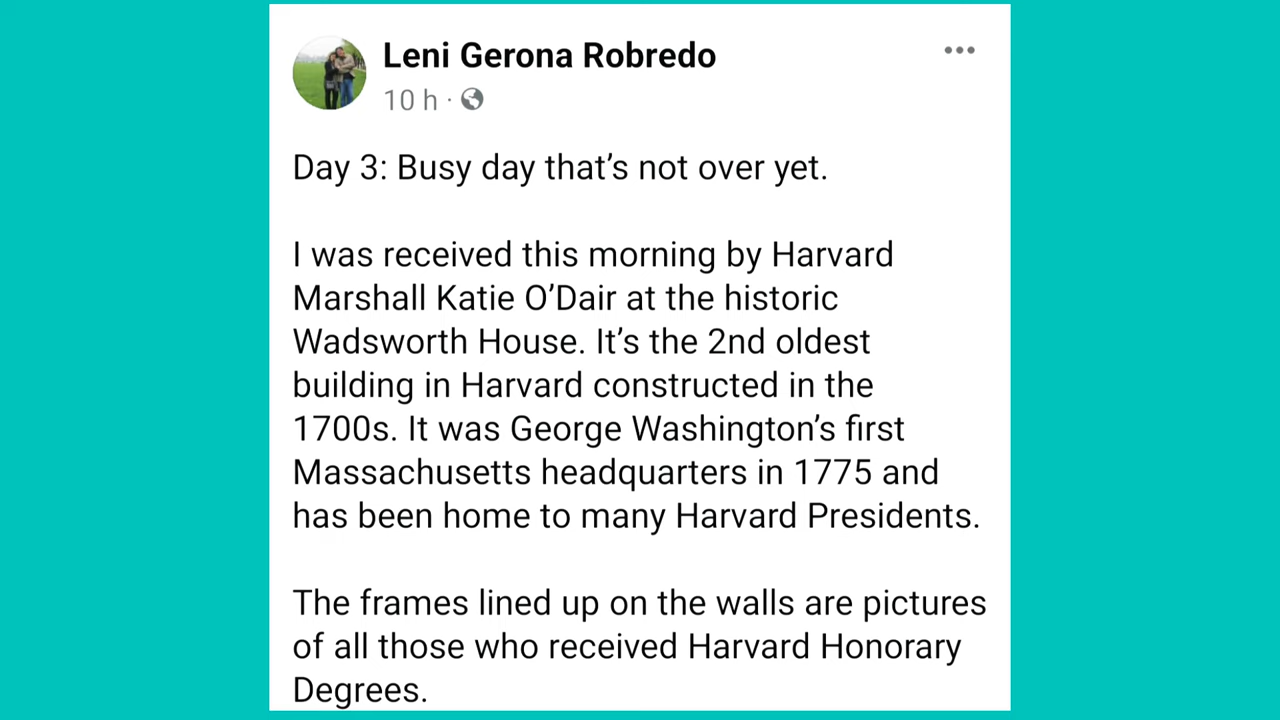 Leni Gerona Robredo
10 h ·
Day 3: Busy day that’s not over yet.
I was received this morning by Harvard
Marshall Katie O’Dair at the historic
Wadsworth House. It’s the 2nd oldest
building in Harvard constructed in the
1700s. It was George Washington’s first
Massachusetts headquarters in 1775 and
has been home to many Harvard Presidents.
The frames lined up on the walls are pictures
of all those who received Harvard Honorary
Degrees.